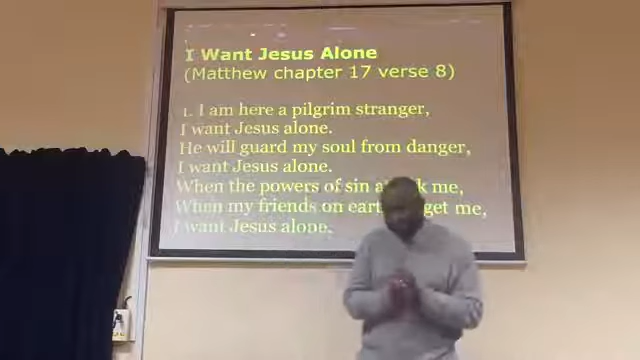 I Want Jesus Alone
(Matthew chapter 17 verse 8)
1. I am here a pilgrim stranger,
I want Jesus alone.
He will guard my soul from danger,
I want Jesus alone.
When the powers of sin a k me,
When my friends on eart get me,
I want Jesus alone.